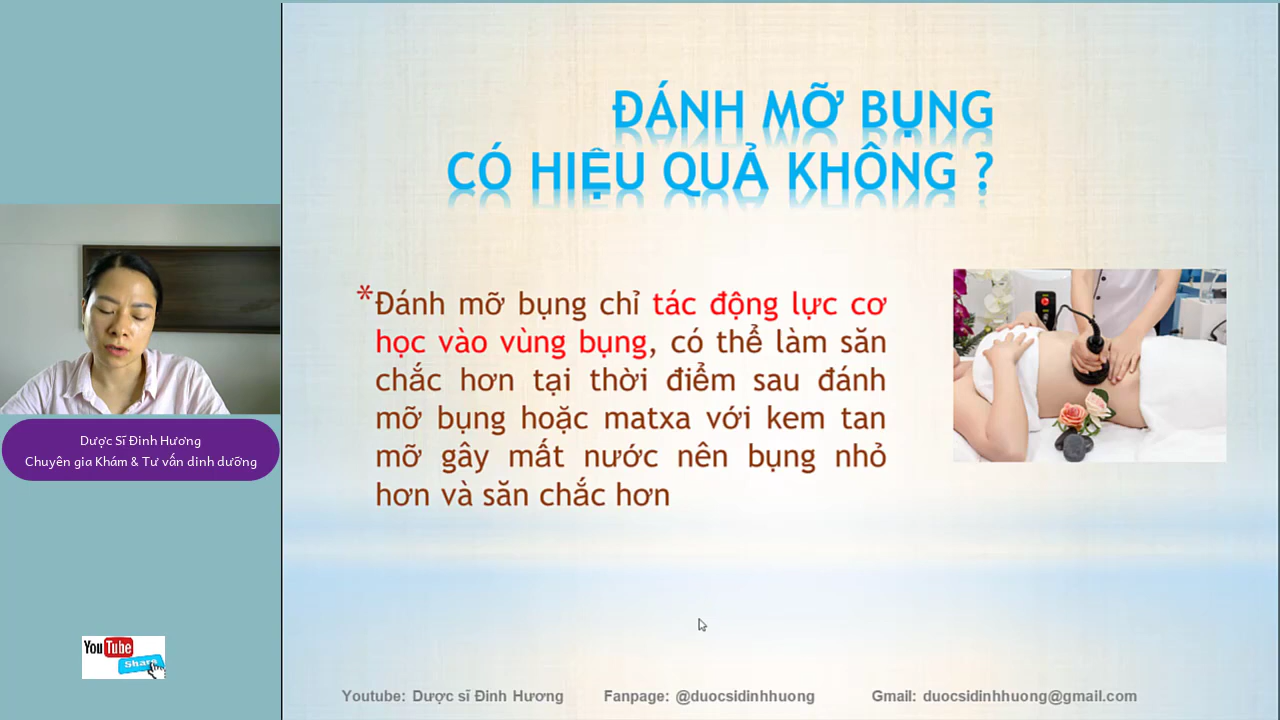 ĐÁNH MỠ BỤNG
CÓ HIỆU QUẢ KHÔNG ?
*Đánh mỡ bụng chỉ tác động lực cơ
học vào vùng bụng, có thể làm săn
chắc hơn tại thời điểm sau đánh
mỡ bụng hoặc matxa với kem tan
mỡ gây mất nước nên bụng nhỏ
hơn và săn chắc hơn
Dược Sĩ Đinh Hương
Chuyên gia Khám & Tư vấn dinh dưỡng
YouTube
Share
Youtube: Dược sĩ Đinh Hương Fanpage: @duocsidinhhuong Gmail: duocsidinhhuong@gmail.com